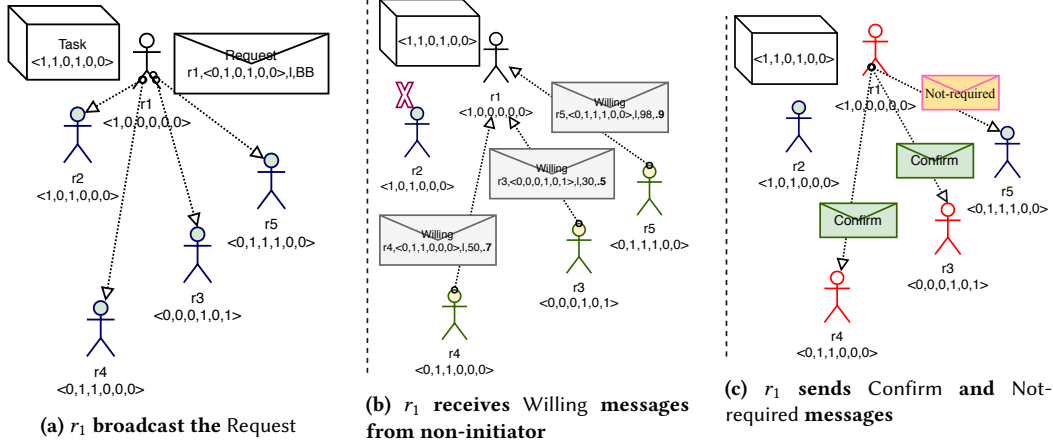 Task
<1,1,0,1,0,0>
Request
r1,<0,1,0,1,0,0>,l,BB
r1
<1,0,0,0,0,0>
r2
<1,0,1,0,0,0>
r5
<0,1,1,1,0,0>
r3
<0,0,0,1,0,1>
r4
<0,1,1,0,0,0>
(a) r1 broadcast the Request
<1,1,0,1,0,0>
r1
<1,0,0,0,0,0>
X
r2
<1,0,1,0,0,0>
Willing
r5,<0,1,1,1,0,0>,l,98,.9
Willing
r3,<0,0,0,1,0,1>,l,30,.5
r5
<0,1,1,1,0,0>
Willing
r4,<0,1,1,0,0,0>,l,50,.7
r3
<0,0,0,1,0,1>
r4
<0,1,1,0,0,0>
(b) r1 receives Willing messages
from non-initiator
<1,1,0,1,0,0>
r1
<1,0,0,0,0,0>
Not-required
r2
<1,0,1,0,0,0>
Confirm
r5
<0,1,1,1,0,0>
Confirm
r3
<0,0,0,1,0,1>
r4
<0,1,1,0,0,0>
(c) r1 sends Confirm and Not-
required messages